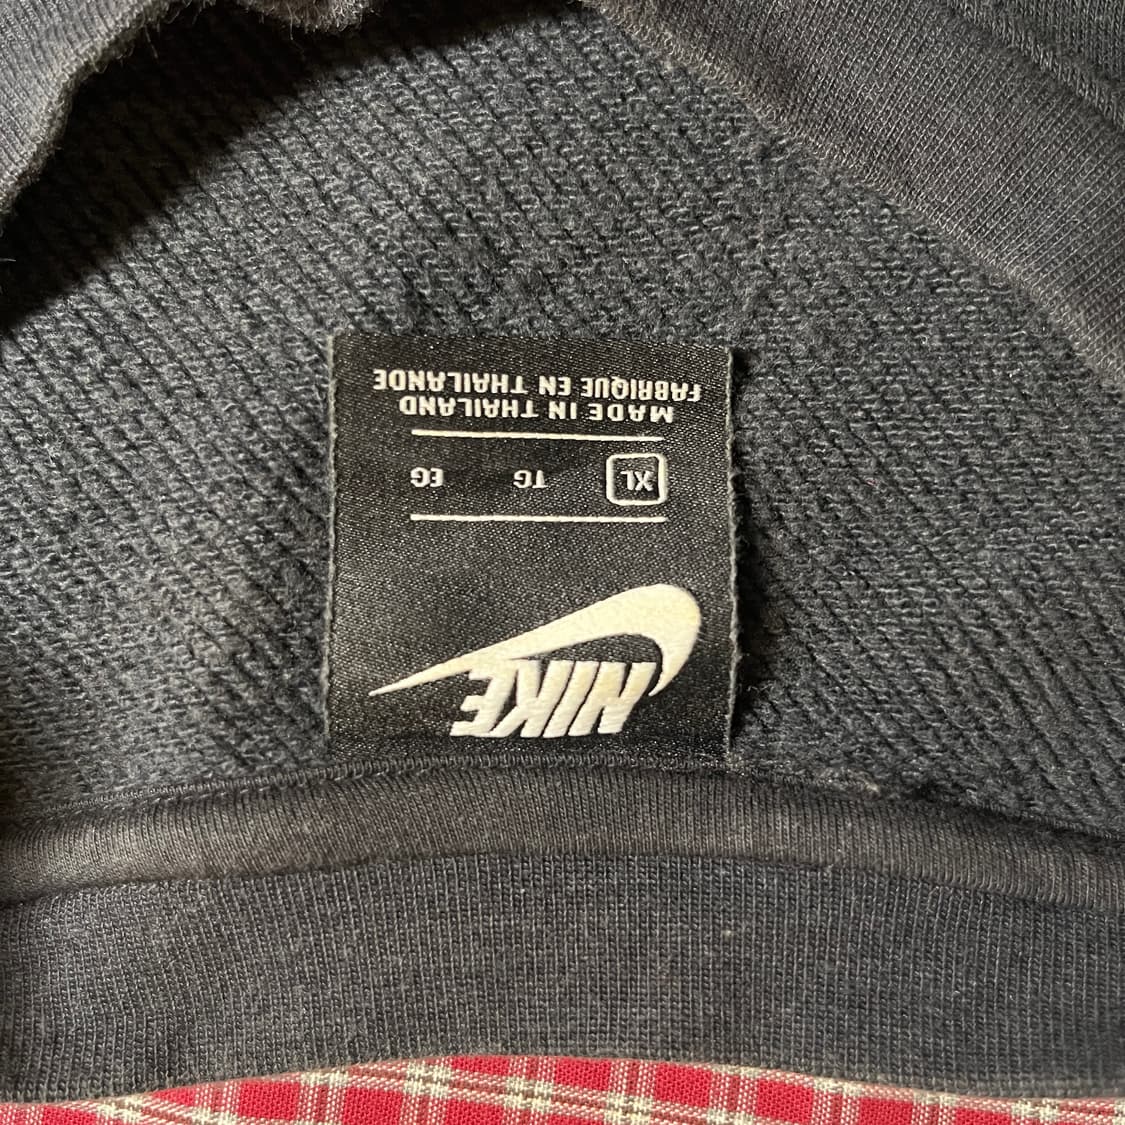 NIKE
XL TG EG
MADE IN THAILAND
FABRIQUE EN THAILANDE